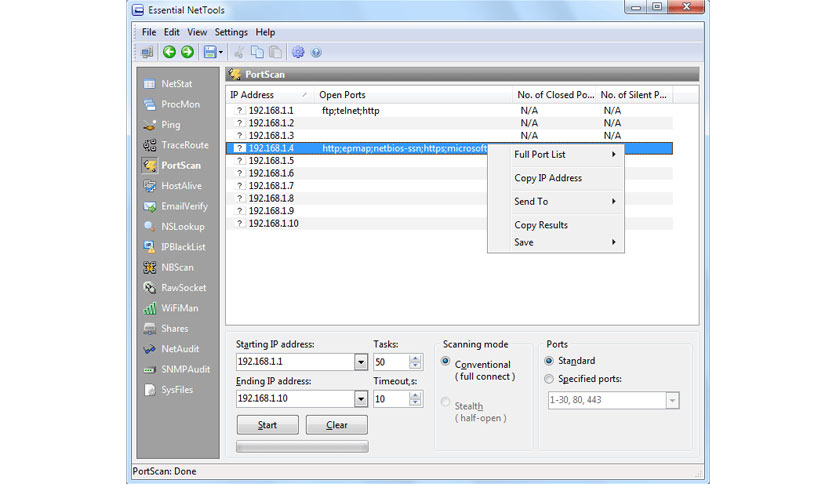 Essential NetTools
File Edit View Settings Help
NetStat
ProcMon
Ping
TraceRoute
PortScan
HostAlive
EmailVerify
NSLookup
IPBlackList
NBScan
RawSocket
WiFiMan
Shares
NetAudit
SNMPAudit
SysFiles
PortScan
IP Address Open Ports No. of Closed Po... No. of Silent P...
? 192.168.1.1 ftp;telnet;http N/A N/A
? 192.168.1.2 N/A N/A
? 192.168.1.3 N/A N/A
? 192.168.1.4 http;epmap;netbios-ssn;https;microsoft
? 192.168.1.5
? 192.168.1.6
? 192.168.1.7
? 192.168.1.8
? 192.168.1.9
? 192.168.1.10
Full Port List
Copy IP Address
Send To
Copy Results
Save
Starting IP address: Tasks:
192.168.1.1 50
Ending IP address: Timeout,s:
192.168.1.10 10
Start Clear
Scanning mode
Conventional
( full connect )
Stealth
( half-open )
Ports
Standard
Specified ports:
1-30, 80, 443
PortScan: Done